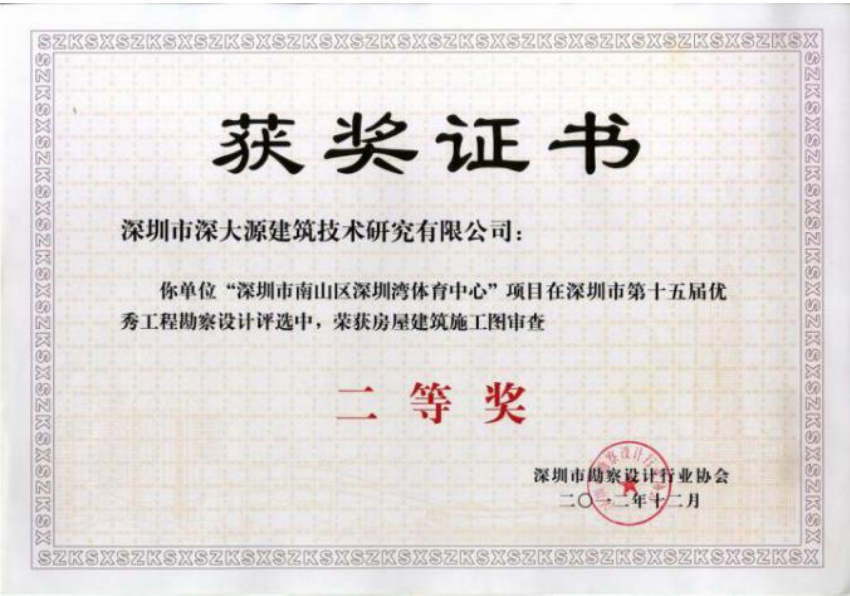 SZKSXSZKSXSZKSXSZKSXSZKSXSZKSXSZKSXSZKSX
获奖证书
深圳市深大源建筑技术研究有限公司：
你单位“深圳市南山区深圳湾体育中心”项目在深圳市第十五届优
秀工程勘察设计评选中，荣获房屋建筑施工图审查
二等奖
深圳市勘察设计行业协会
二〇一二年十二月
SZKSXSZKSXSZKSXSZKSXSZKSXSZKSXSZKSXSZKSX